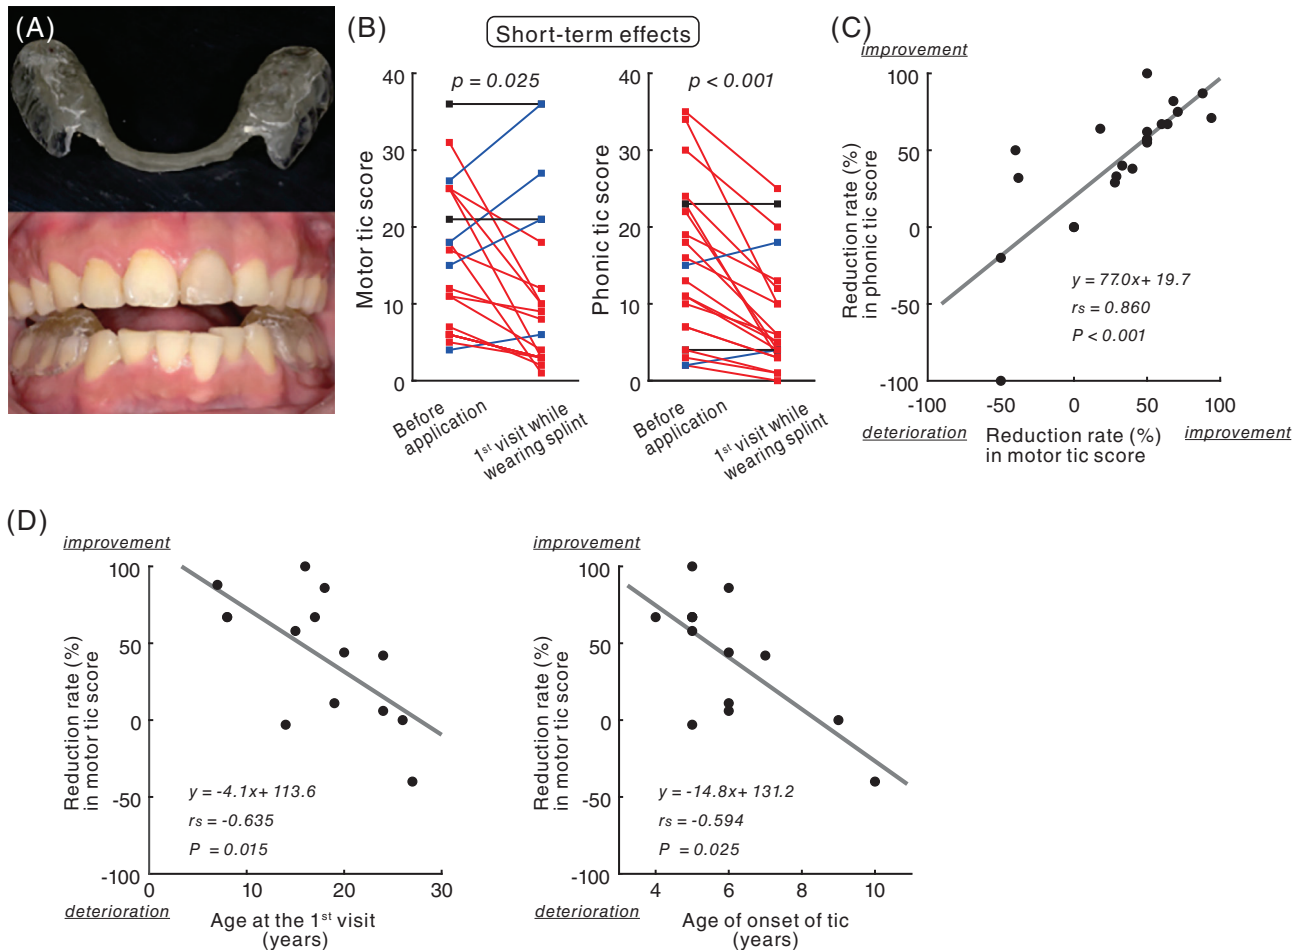 (A)
(B)
Short-term effects
Motor tic score
40
30
20
10
0
p = 0.025
Before
application
1st visit while
wearing splint
Phonic tic score
40
30
20
10
0
p < 0.001
Before
application
1st visit while
wearing splint
(C)
improvement
Reduction rate (%)
in phonic tic score
100
50
0
-50
-100
y = 77.0x+ 19.7
rs = 0.860
P < 0.001
-100
-50
0
50
100
deterioration
Reduction rate (%)
in motor tic score
improvement
(D)
improvement
Reduction rate (%)
in motor tic score
100
50
0
-50
-100
y = -4.1x+ 113.6
rs = -0.635
P = 0.015
0
10
20
30
deterioration
Age at the 1st visit
(years)
improvement
Reduction rate (%)
in motor tic score
100
50
0
-50
-100
y = -14.8x+ 131.2
rs = -0.594
P = 0.025
4
6
8
10
deterioration
Age of onset of tic
(years)